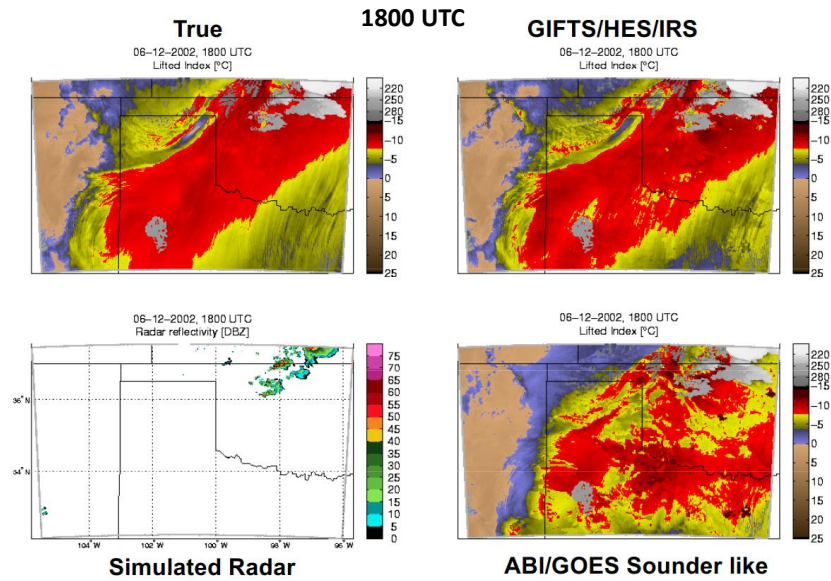 1800 UTC
True
06-12-2002, 1800 UTC
Lifted Index [°C]
220
250
280
-15
-10
-5
0
5
10
15
20
25
GIFTS/HES/IRS
06-12-2002, 1800 UTC
Lifted Index [°C]
220
250
290
-15
-10
-5
0
5
10
15
20
25
06-12-2002, 1800 UTC
Radar reflectivity [DBZ]
75
70
65
60
55
50
45
40
35
30
25
20
15
10
5
0
36°N
34°N
104°W
102°W
100°W
98°W
96°W
Simulated Radar
06-12-2002, 1800 UTC
Lifted Index [°C]
220
250
280
-15
-10
-5
0
5
10
15
20
25
ABI/GOES Sounder like